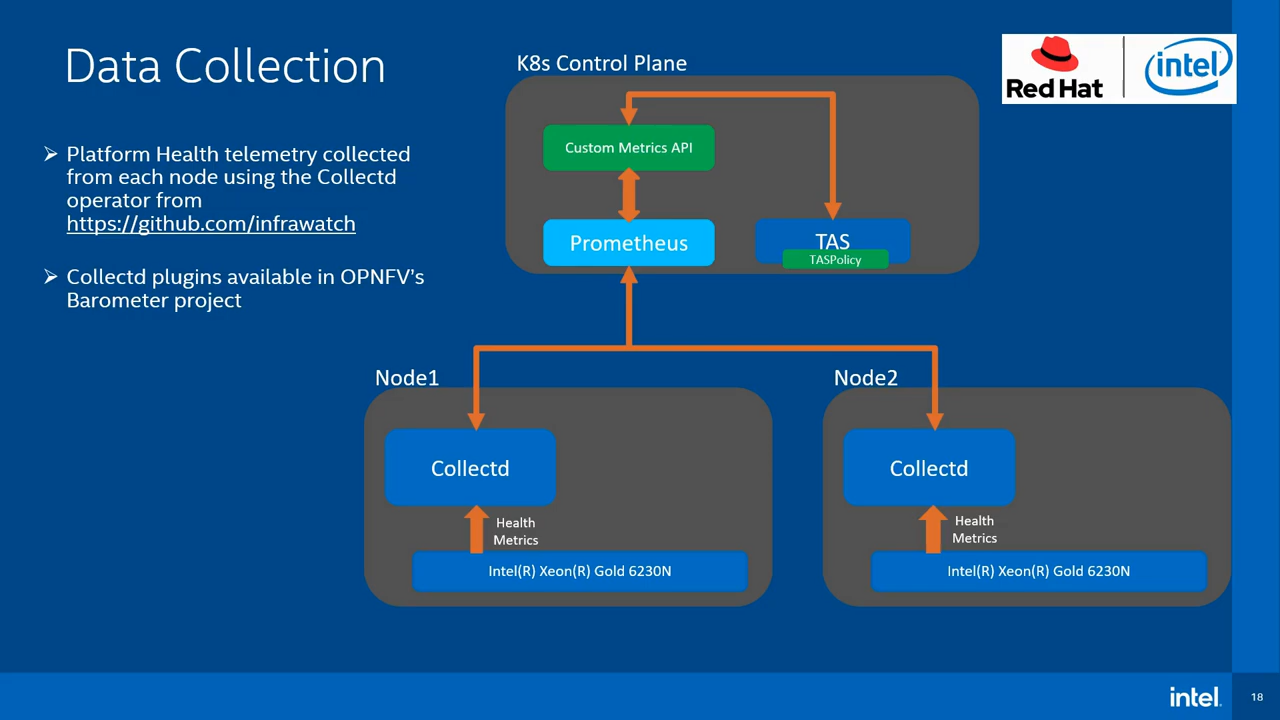 Data Collection
➢ Platform Health telemetry collected
from each node using the Collectd
operator from
https://github.com/infrawatch
➢ Collectd plugins available in OPNFV’s
Barometer project
K8s Control Plane
Custom Metrics API
Prometheus
TAS
TASPolicy
Red Hat
intel
Node1
Collectd
Health
Metrics
Intel(R) Xeon(R) Gold 6230N
Node2
Collectd
Health
Metrics
Intel(R) Xeon(R) Gold 6230N
intel.
18